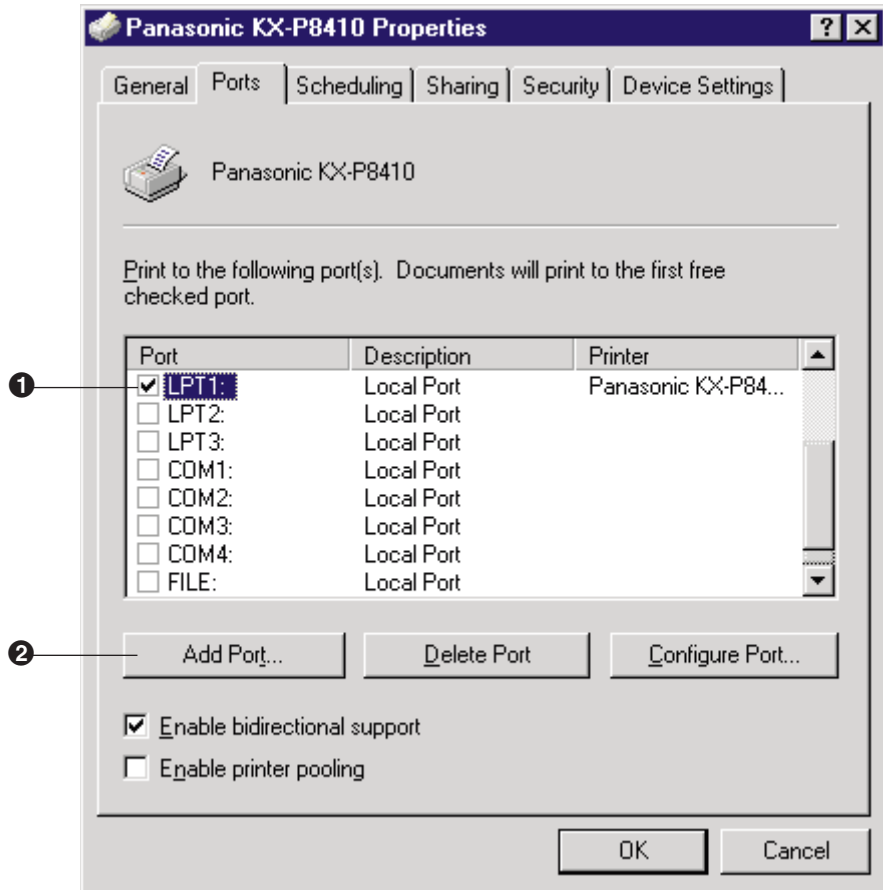 Panasonic KX-P8410 Properties
General Ports Scheduling Sharing Security Device Settings
Panasonic KX-P8410
Print to the following port(s). Documents will print to the first free
checked port.
Port Description Printer
❶ LPT1: Local Port Panasonic KX-P84...
LPT2: Local Port
LPT3: Local Port
COM1: Local Port
COM2: Local Port
COM3: Local Port
COM4: Local Port
FILE: Local Port
❷ Add Port... Delete Port Configure Port...
Enable bidirectional support
Enable printer pooling
OK Cancel